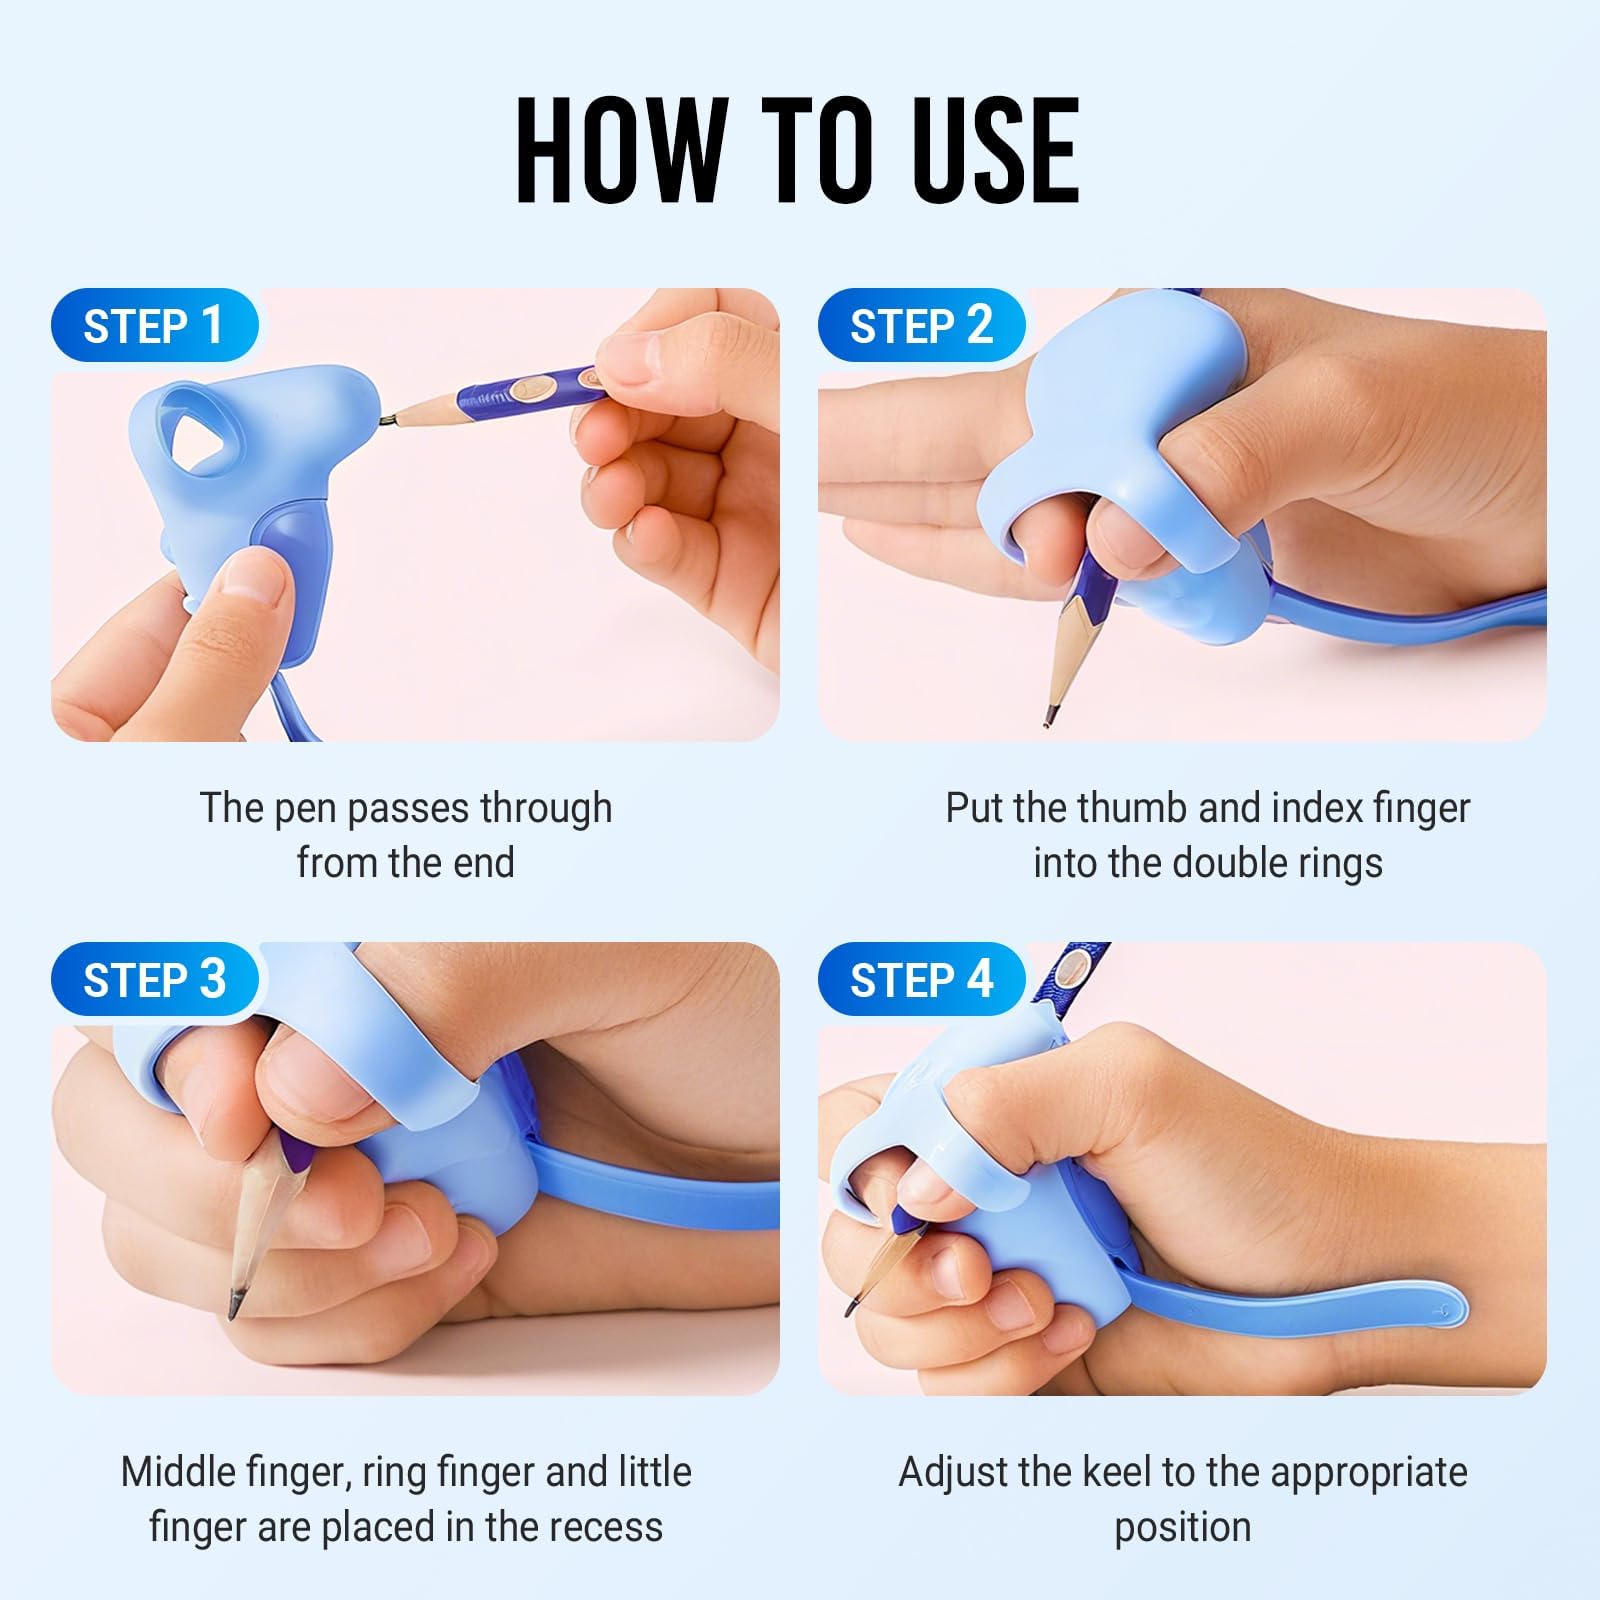 HOW TO USE
STEP 1
STEP 2
The pen passes through
from the end
Put the thumb and index finger
into the double rings
STEP 3
STEP 4
Middle finger, ring finger and little
finger are placed in the recess
Adjust the keel to the appropriate
position